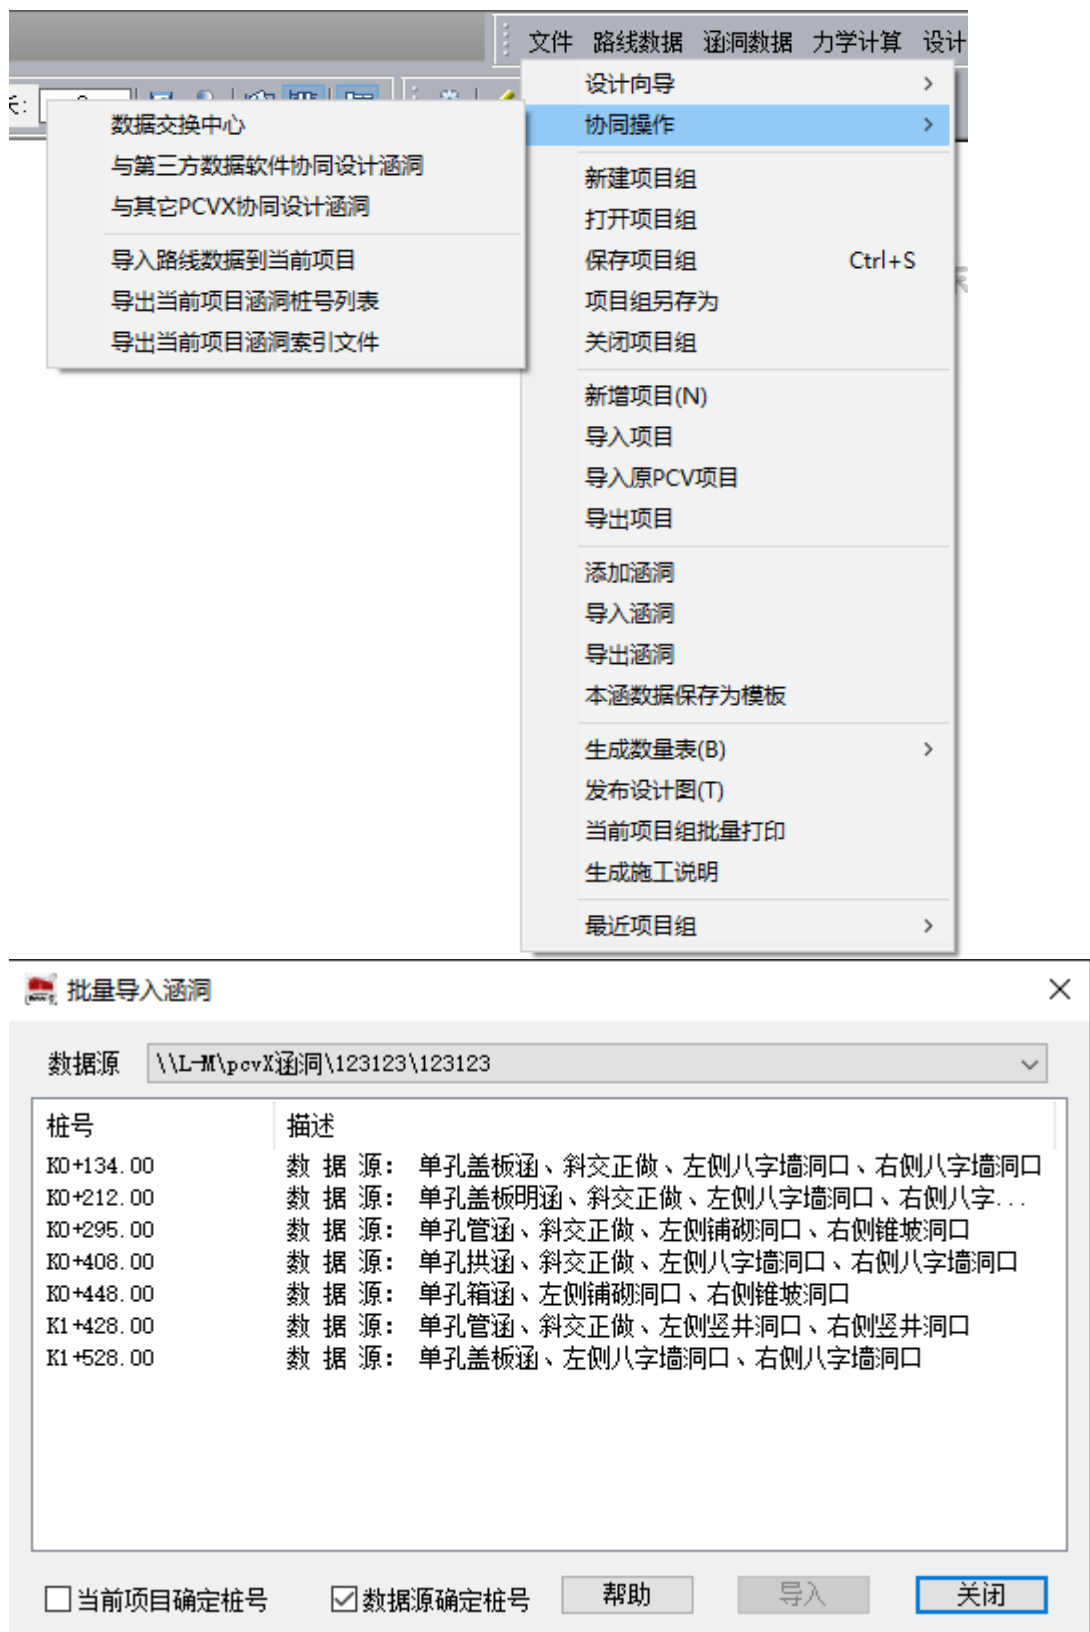 文件 路线数据 涵洞数据 力学计算 设计
设计向导
协同操作
数据交换中心
与第三方数据软件协同设计涵洞
与其它PCVX协同设计涵洞
导入路线数据到当前项目
导出当前项目涵洞桩号列表
导出当前项目涵洞索引文件
新建项目组
打开项目组
保存项目组 Ctrl+S
项目组另存为
关闭项目组
新增项目(N)
导入项目
导入原PCV项目
导出项目
添加涵洞
导入涵洞
导出涵洞
本涵数据保存为模板
生成数量表(B)
发布设计图(T)
当前项目组批量打印
生成施工说明
最近项目组
批量导入涵洞
数据源 \\L-M\pcvX涵洞\123123\123123
桩号 描述
K0+134.00 数 据 源: 单孔盖板涵、斜交正做、左侧八字墙洞口、右侧八字墙洞口
K0+212.00 数 据 源: 单孔盖板明涵、斜交正做、左侧八字墙洞口、右侧八字...
K0+295.00 数 据 源: 单孔管涵、斜交正做、左侧铺砌洞口、右侧锥坡洞口
K0+408.00 数 据 源: 单孔拱涵、斜交正做、左侧八字墙洞口、右侧八字墙洞口
K0+448.00 数 据 源: 单孔箱涵、左侧铺砌洞口、右侧锥坡洞口
K1+428.00 数 据 源: 单孔管涵、斜交正做、左侧竖井洞口、右侧竖井洞口
K1+528.00 数 据 源: 单孔盖板涵、左侧八字墙洞口、右侧八字墙洞口
当前项目确定桩号 数据源确定桩号 帮助 导入 关闭